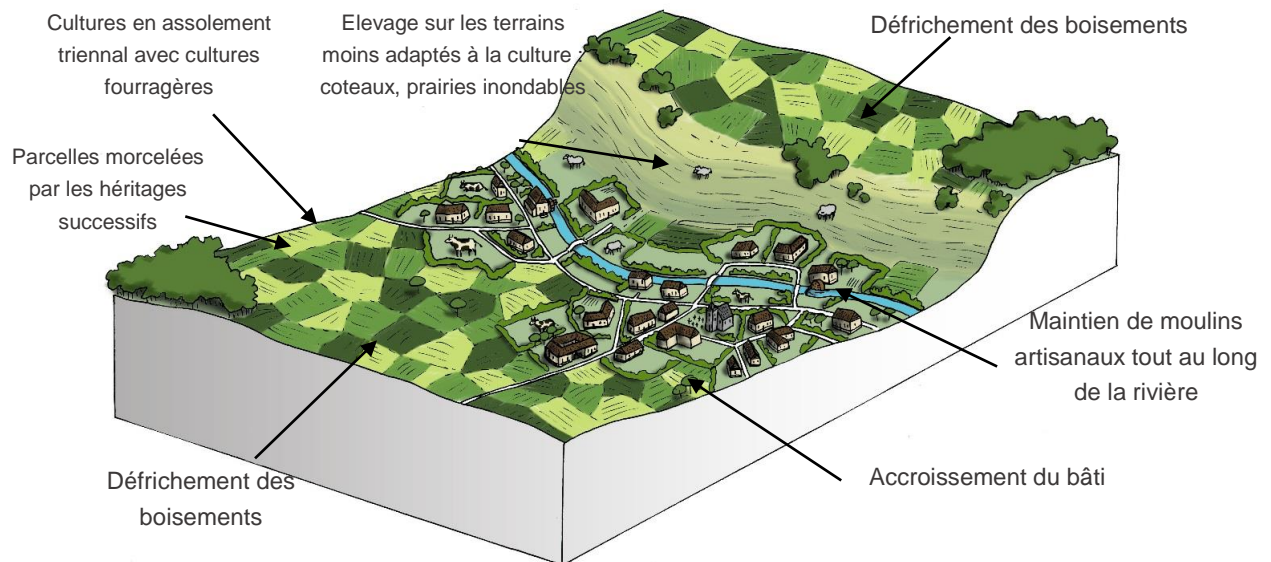 Cultures en assolement
triennal avec cultures
fourragères
Elevage sur les terrains
moins adaptés à la culture :
coteaux, prairies inondables
Défrichement des boisements
Parcelles morcelées
par les héritages
successifs
Maintien de moulins
artisanaux tout au long
de la rivière
Accroissement du bâti
Défrichement des
boisements